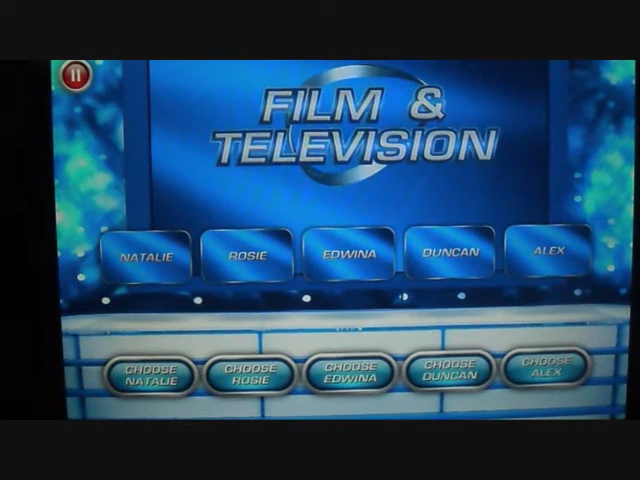 FILM &
TELEVISION
NATALIE
ROSIE
EDWINA
DUNCAN
ALEX
CHOOSE
NATALIE
CHOOSE
ROSIE
CHOOSE
EDWINA
CHOOSE
DUNCAN
CHOOSE
ALEX